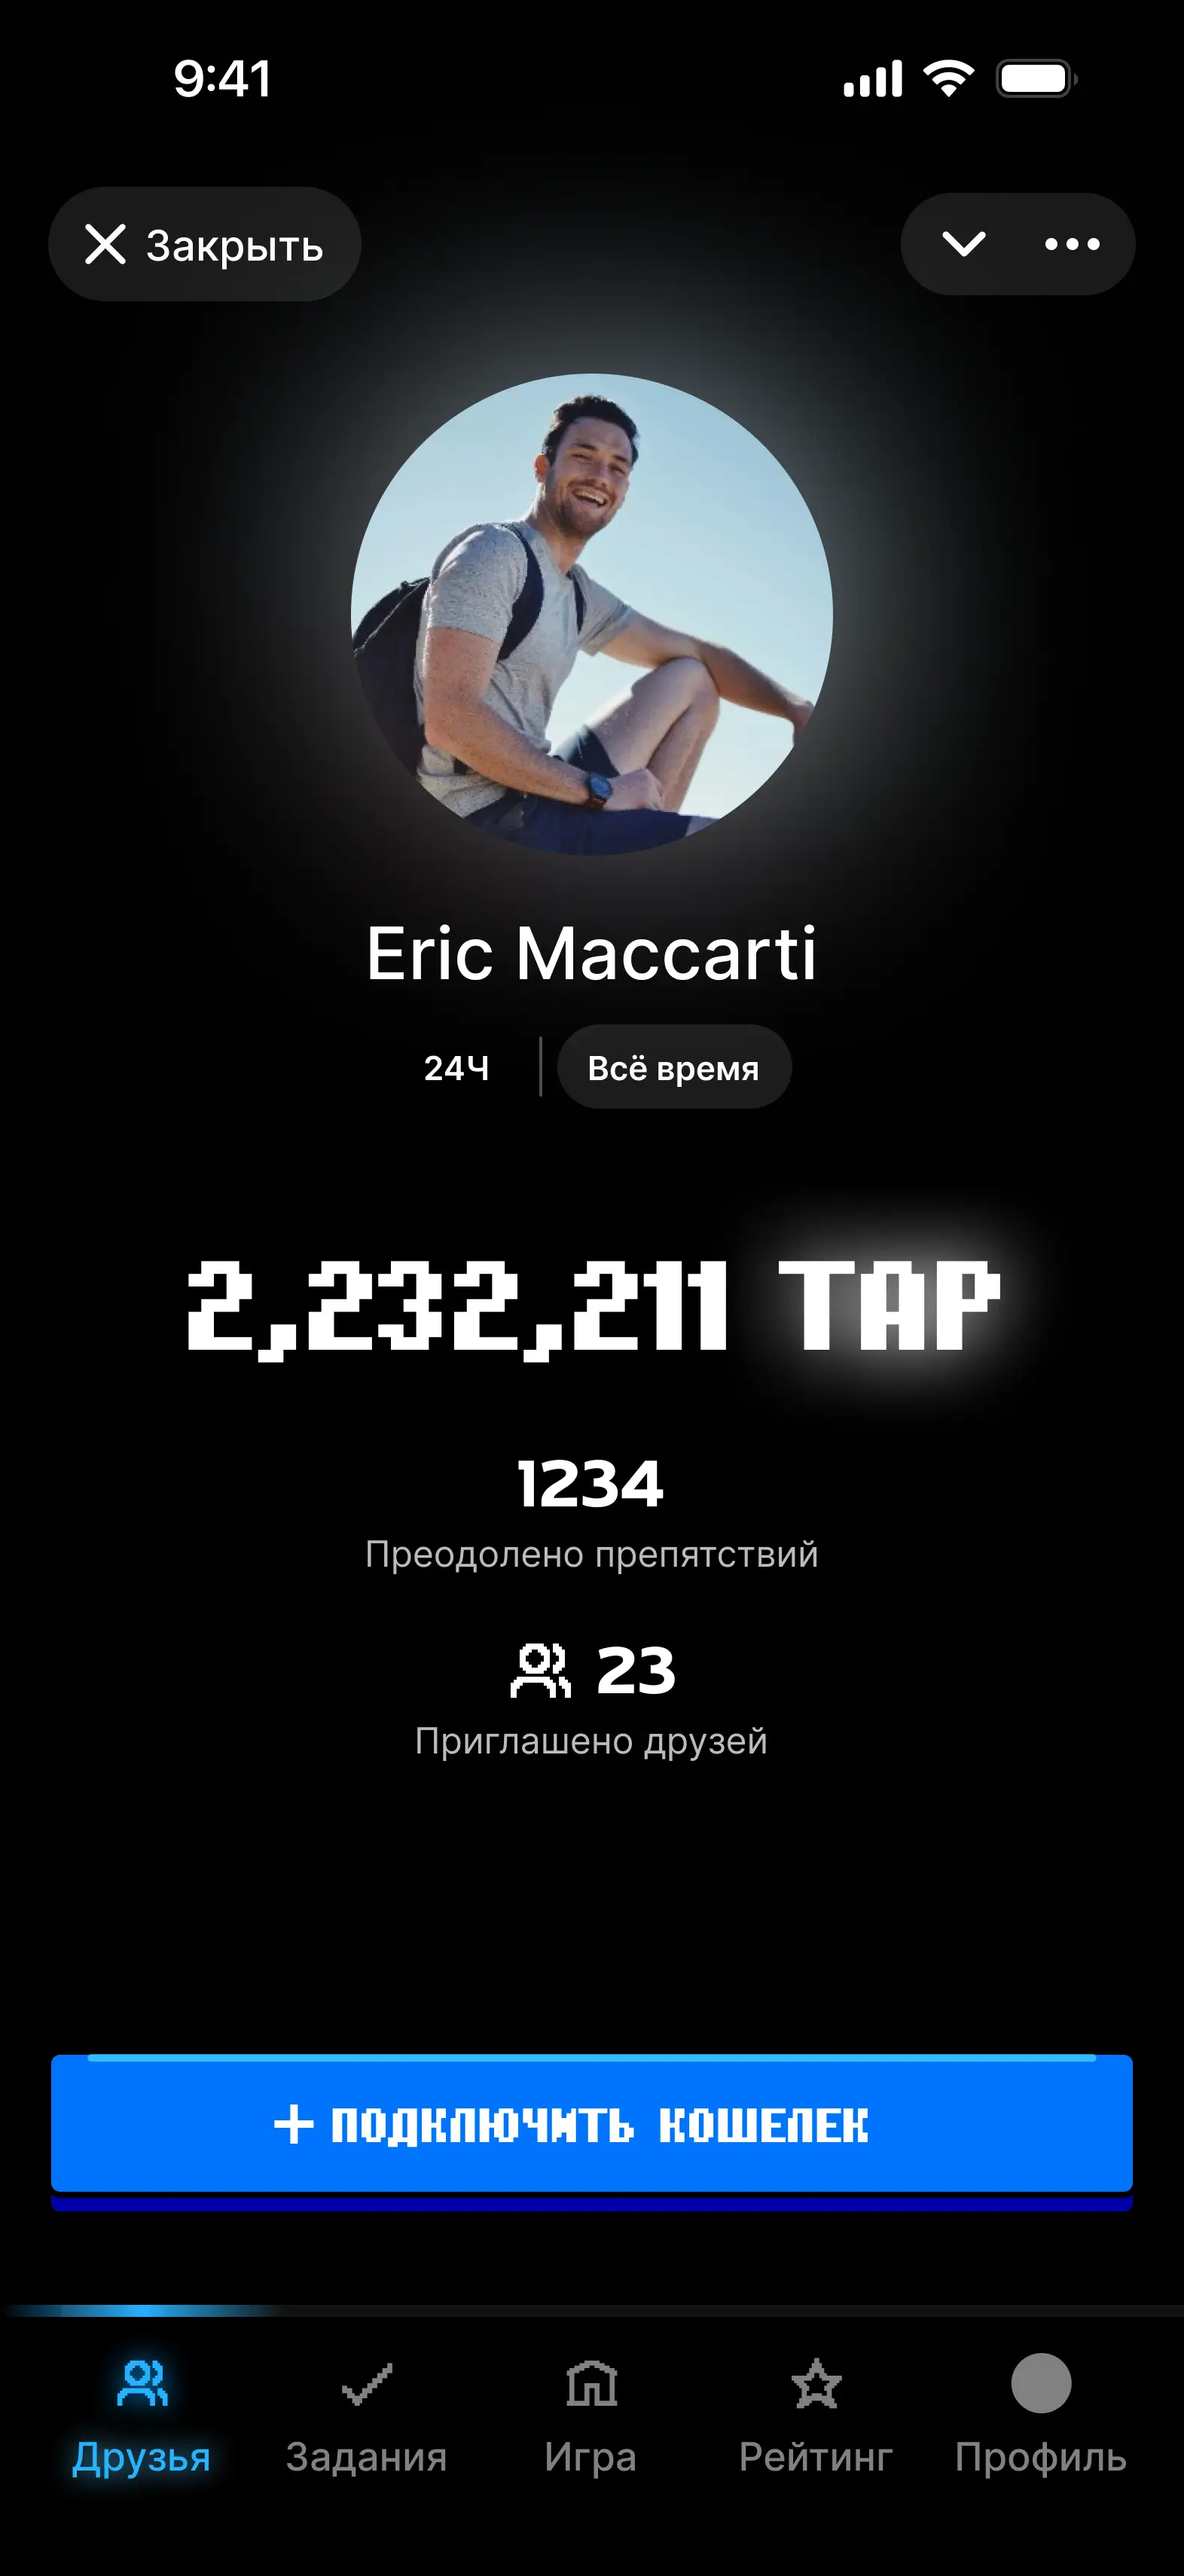 9:41
Закрыть
Eric Maccarti
24Ч
Всё время
2,232,211 TAP
1234
Преодолено препятствий
23
Приглашено друзей
ПОДКЛЮЧИТЬ КОШЕЛЕК
Друзья
Задания
Игра
Рейтинг
Профиль